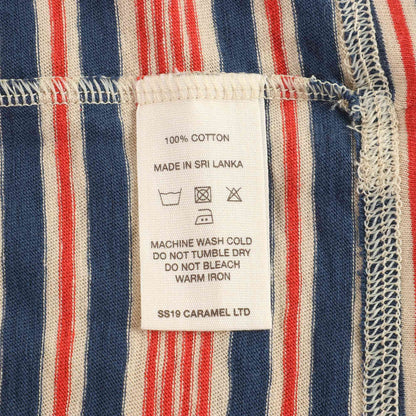 100% COTTON
MADE IN SRI LANKA
MACHINE WASH COLD
DO NOT TUMBLE DRY
DO NOT BLEACH
WARM IRON
SS19 CARAMEL LTD